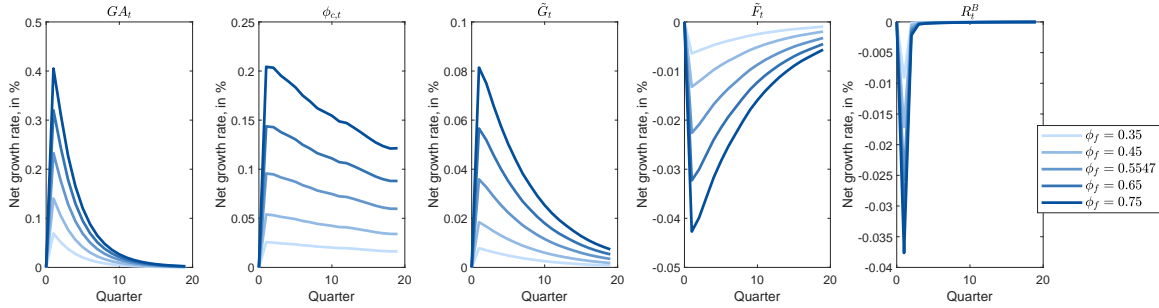 GA_t
Net growth rate, in %
0.5
0.4
0.3
0.2
0.1
0
0 10 20
Quarter
ϕ_{c,t}
Net growth rate, in %
0.25
0.2
0.15
0.1
0.05
0
0 10 20
Quarter
G̃_t
Net growth rate, in %
0.1
0.08
0.06
0.04
0.02
0
0 10 20
Quarter
F̃_t
Net growth rate, in %
0
-0.01
-0.02
-0.03
-0.04
-0.05
0 10 20
Quarter
R_t^B
Net growth rate, in %
0
-0.005
-0.01
-0.015
-0.02
-0.025
-0.03
-0.035
-0.04
0 10 20
Quarter
ϕ_f = 0.35
ϕ_f = 0.45
ϕ_f = 0.5547
ϕ_f = 0.65
ϕ_f = 0.75